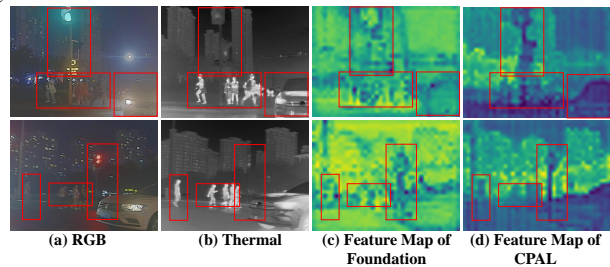 (a) RGB
(b) Thermal
(c) Feature Map of
Foundation
(d) Feature Map of
CPAL